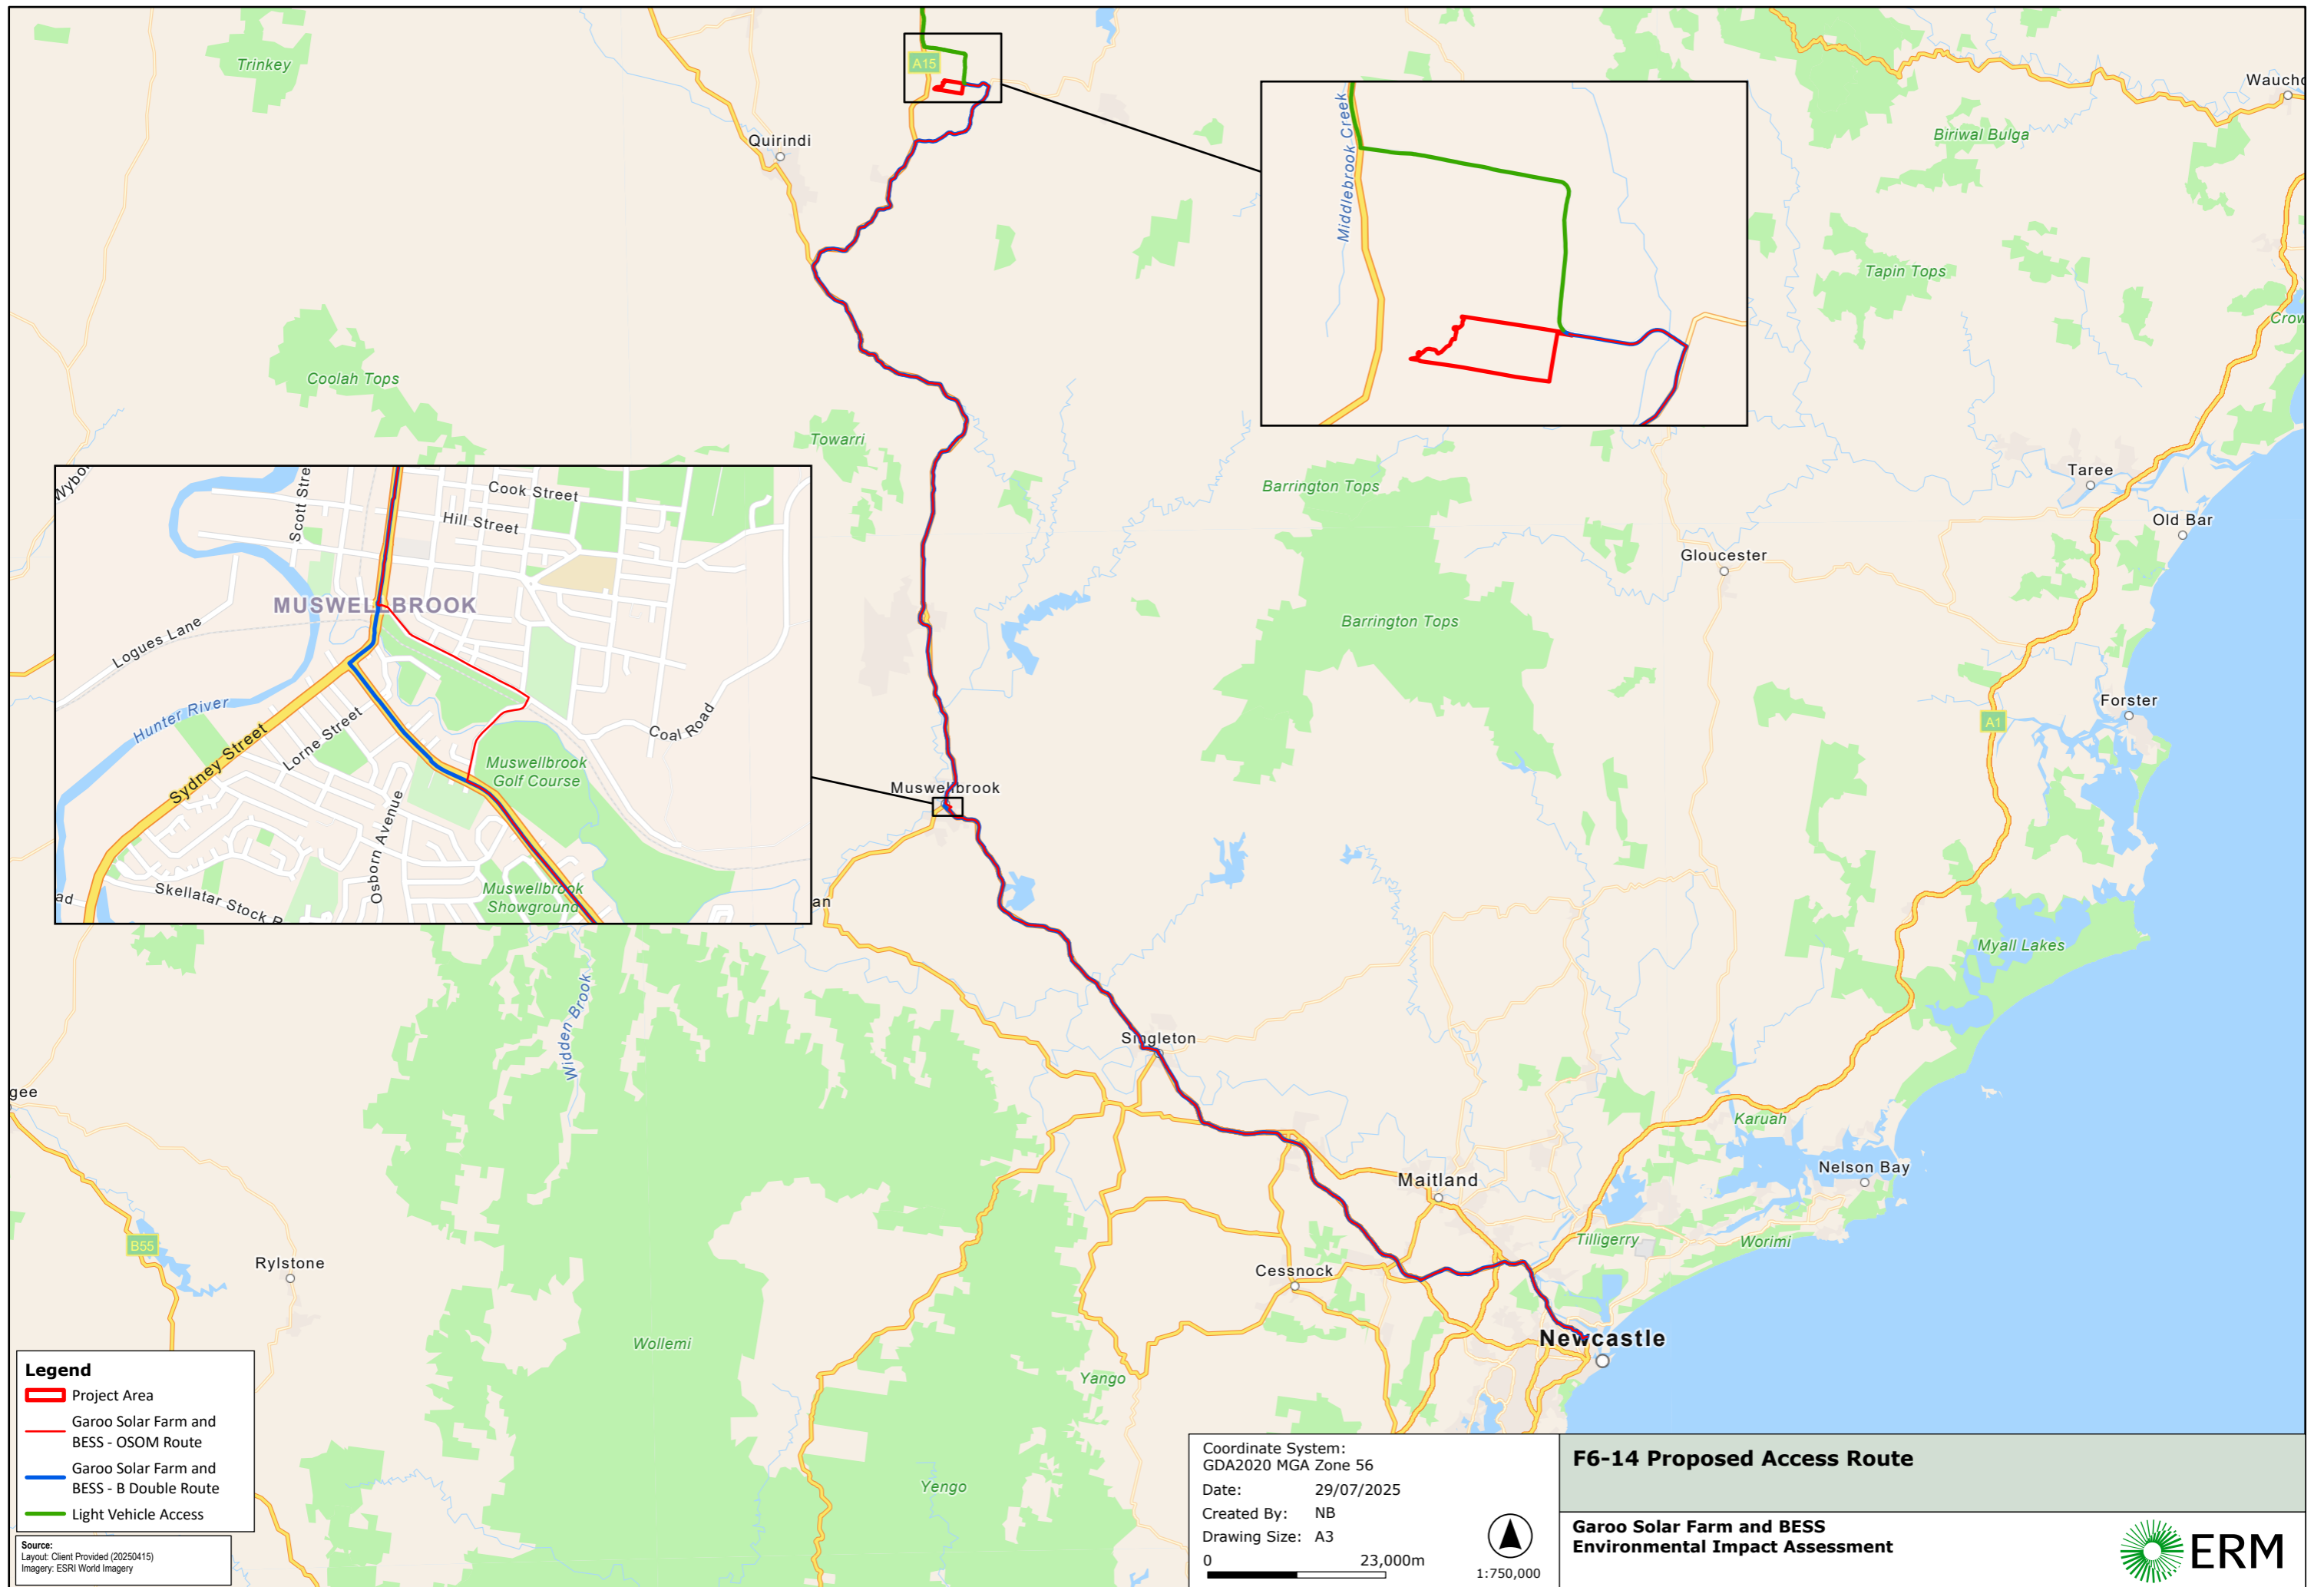 Trinkey
A15
Quirindi
Coolah Tops
Towarri
Middlebrook Creek
Biriwal Bulga
Waucho
Tapin Tops
Crow
Barrington Tops
Barrington Tops
Taree
Old Bar
Gloucester
Forster
A1
Myall Lakes
Cook Street
Hill Street
Scott Stre
MUSWELLBROOK
Logues Lane
Hunter River
Sydney Street
Lorne Street
Coal Road
Muswellbrook
Golf Course
Osborn Avenue
Skellatar Stock R
Muswellbrook
Showground
ad
Muswellbrook
an
Widden Brook
Singleton
gee
Karuah
Nelson Bay
Maitland
Tilligerry
Worimi
B55
Rylstone
Cessnock
Newcastle
Wollemi
Yango
Yengo
Legend
Project Area
Garoo Solar Farm and
BESS - OSOM Route
Garoo Solar Farm and
BESS - B Double Route
Light Vehicle Access
Source:
Layout: Client Provided (20250415)
Imagery: ESRI World Imagery
Coordinate System:
GDA2020 MGA Zone 56
Date: 29/07/2025
Created By: NB
Drawing Size: A3
0 23,000m
1:750,000
F6-14 Proposed Access Route
Garoo Solar Farm and BESS
Environmental Impact Assessment
ERM